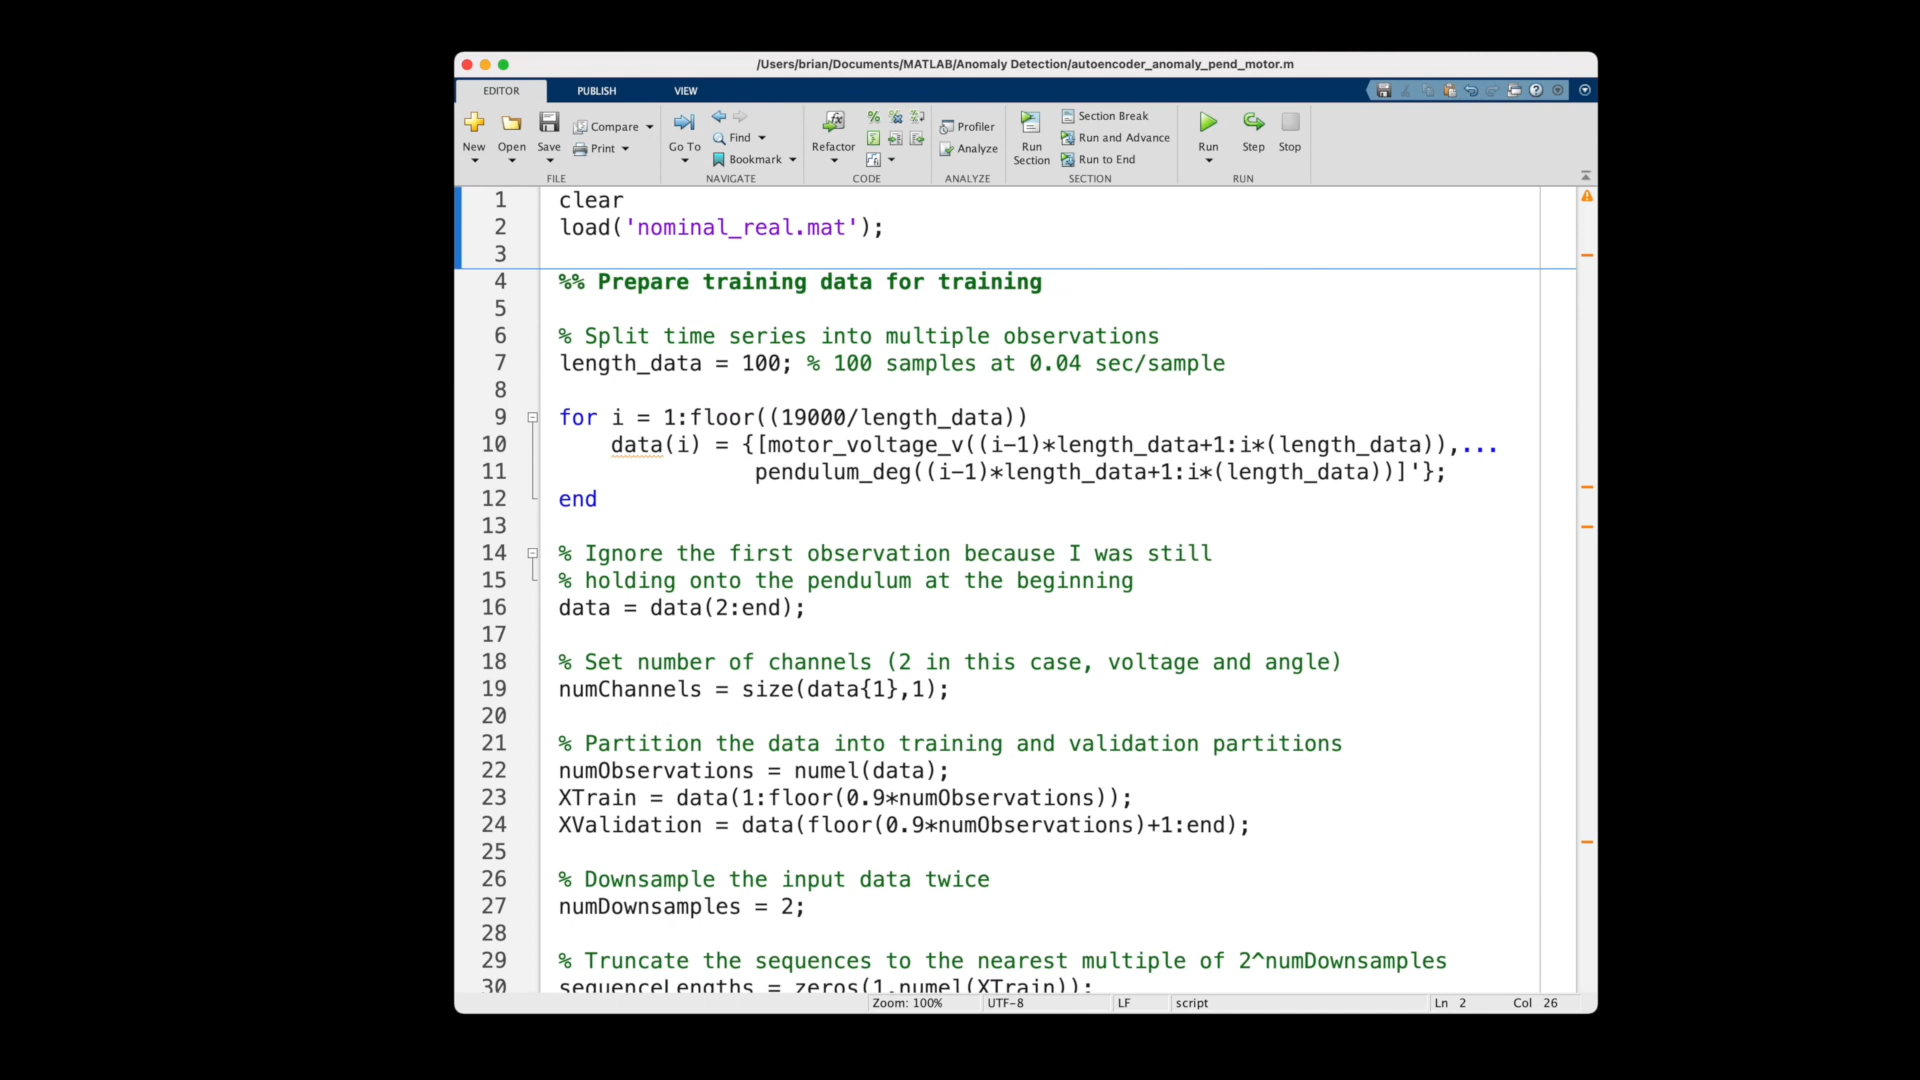 /Users/brian/Documents/MATLAB/Anomaly Detection/autoencoder_anomaly_pend_motor.m
EDITOR PUBLISH VIEW
New Open Save Compare Print
Go To Find Bookmark
Refactor
Profiler Analyze
Run Section Section Break Run and Advance Run to End
Run Step Stop
FILE NAVIGATE CODE ANALYZE SECTION RUN
1 clear
2 load('nominal_real.mat');
3
4 %% Prepare training data for training
5
6 % Split time series into multiple observations
7 length_data = 100; % 100 samples at 0.04 sec/sample
8
9 for i = 1:floor((19000/length_data))
10 data(i) = {[motor_voltage_v((i-1)*length_data+1:i*(length_data)),...
11 pendulum_deg((i-1)*length_data+1:i*(length_data))]'};
12 end
13
14 % Ignore the first observation because I was still
15 % holding onto the pendulum at the beginning
16 data = data(2:end);
17
18 % Set number of channels (2 in this case, voltage and angle)
19 numChannels = size(data{1},1);
20
21 % Partition the data into training and validation partitions
22 numObservations = numel(data);
23 XTrain = data(1:floor(0.9*numObservations));
24 XValidation = data(floor(0.9*numObservations)+1:end);
25
26 % Downsample the input data twice
27 numDownsamples = 2;
28
29 % Truncate the sequences to the nearest multiple of 2^numDownsamples
30 sequenceLengths = zeros(1,numel(XTrain));
Zoom: 100% UTF-8 LF script Ln 2 Col 26